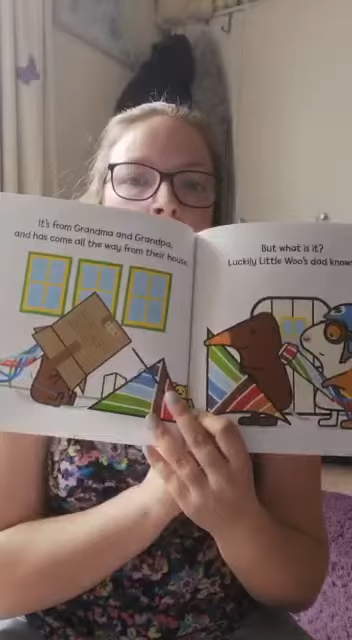 It's from Grandma and Grandpa,
and has come all the way from their house.
But what is it?
Luckily Little Woo's dad knows